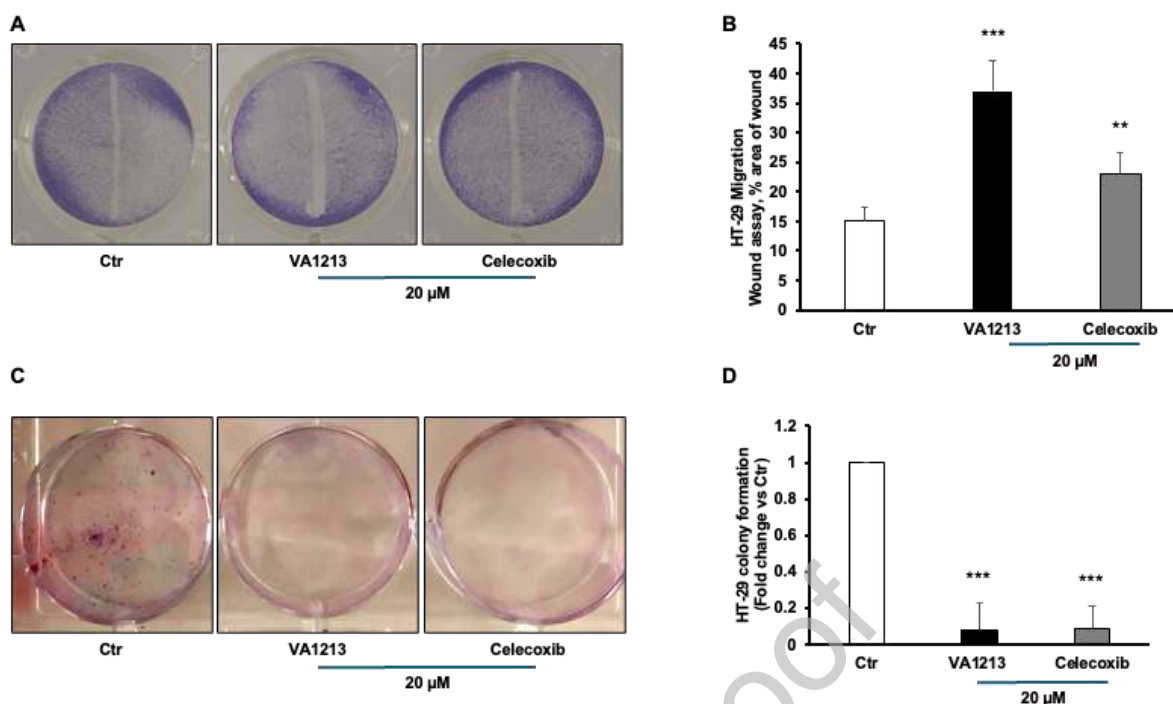 A
Ctr
VA1213
Celecoxib
20 µM
B
HT-29 Migration
Wound assay, % area of wound
45
40
35
30
25
20
15
10
5
0
***
**
Ctr
VA1213
Celecoxib
20 µM
C
Ctr
VA1213
Celecoxib
20 µM
D
HT-29 colony formation
(Fold change vs Ctr)
1.2
1
0.8
0.6
0.4
0.2
0
***
***
Ctr
VA1213
Celecoxib
20 µM
oof